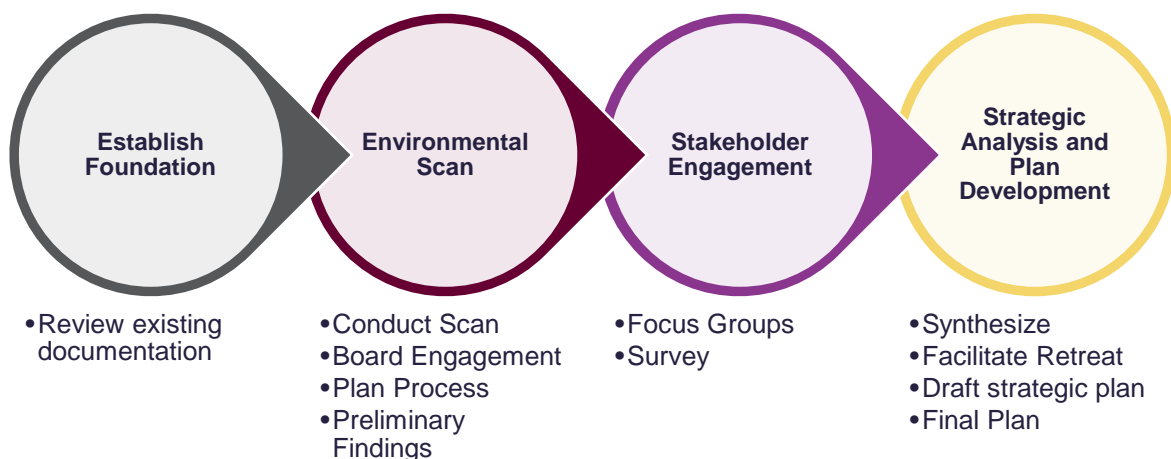 Establish
Foundation
•Review existing
documentation
Environmental
Scan
•Conduct Scan
•Board Engagement
•Plan Process
•Preliminary
Findings
Stakeholder
Engagement
•Focus Groups
•Survey
Strategic
Analysis and
Plan
Development
•Synthesize
•Facilitate Retreat
•Draft strategic plan
•Final Plan